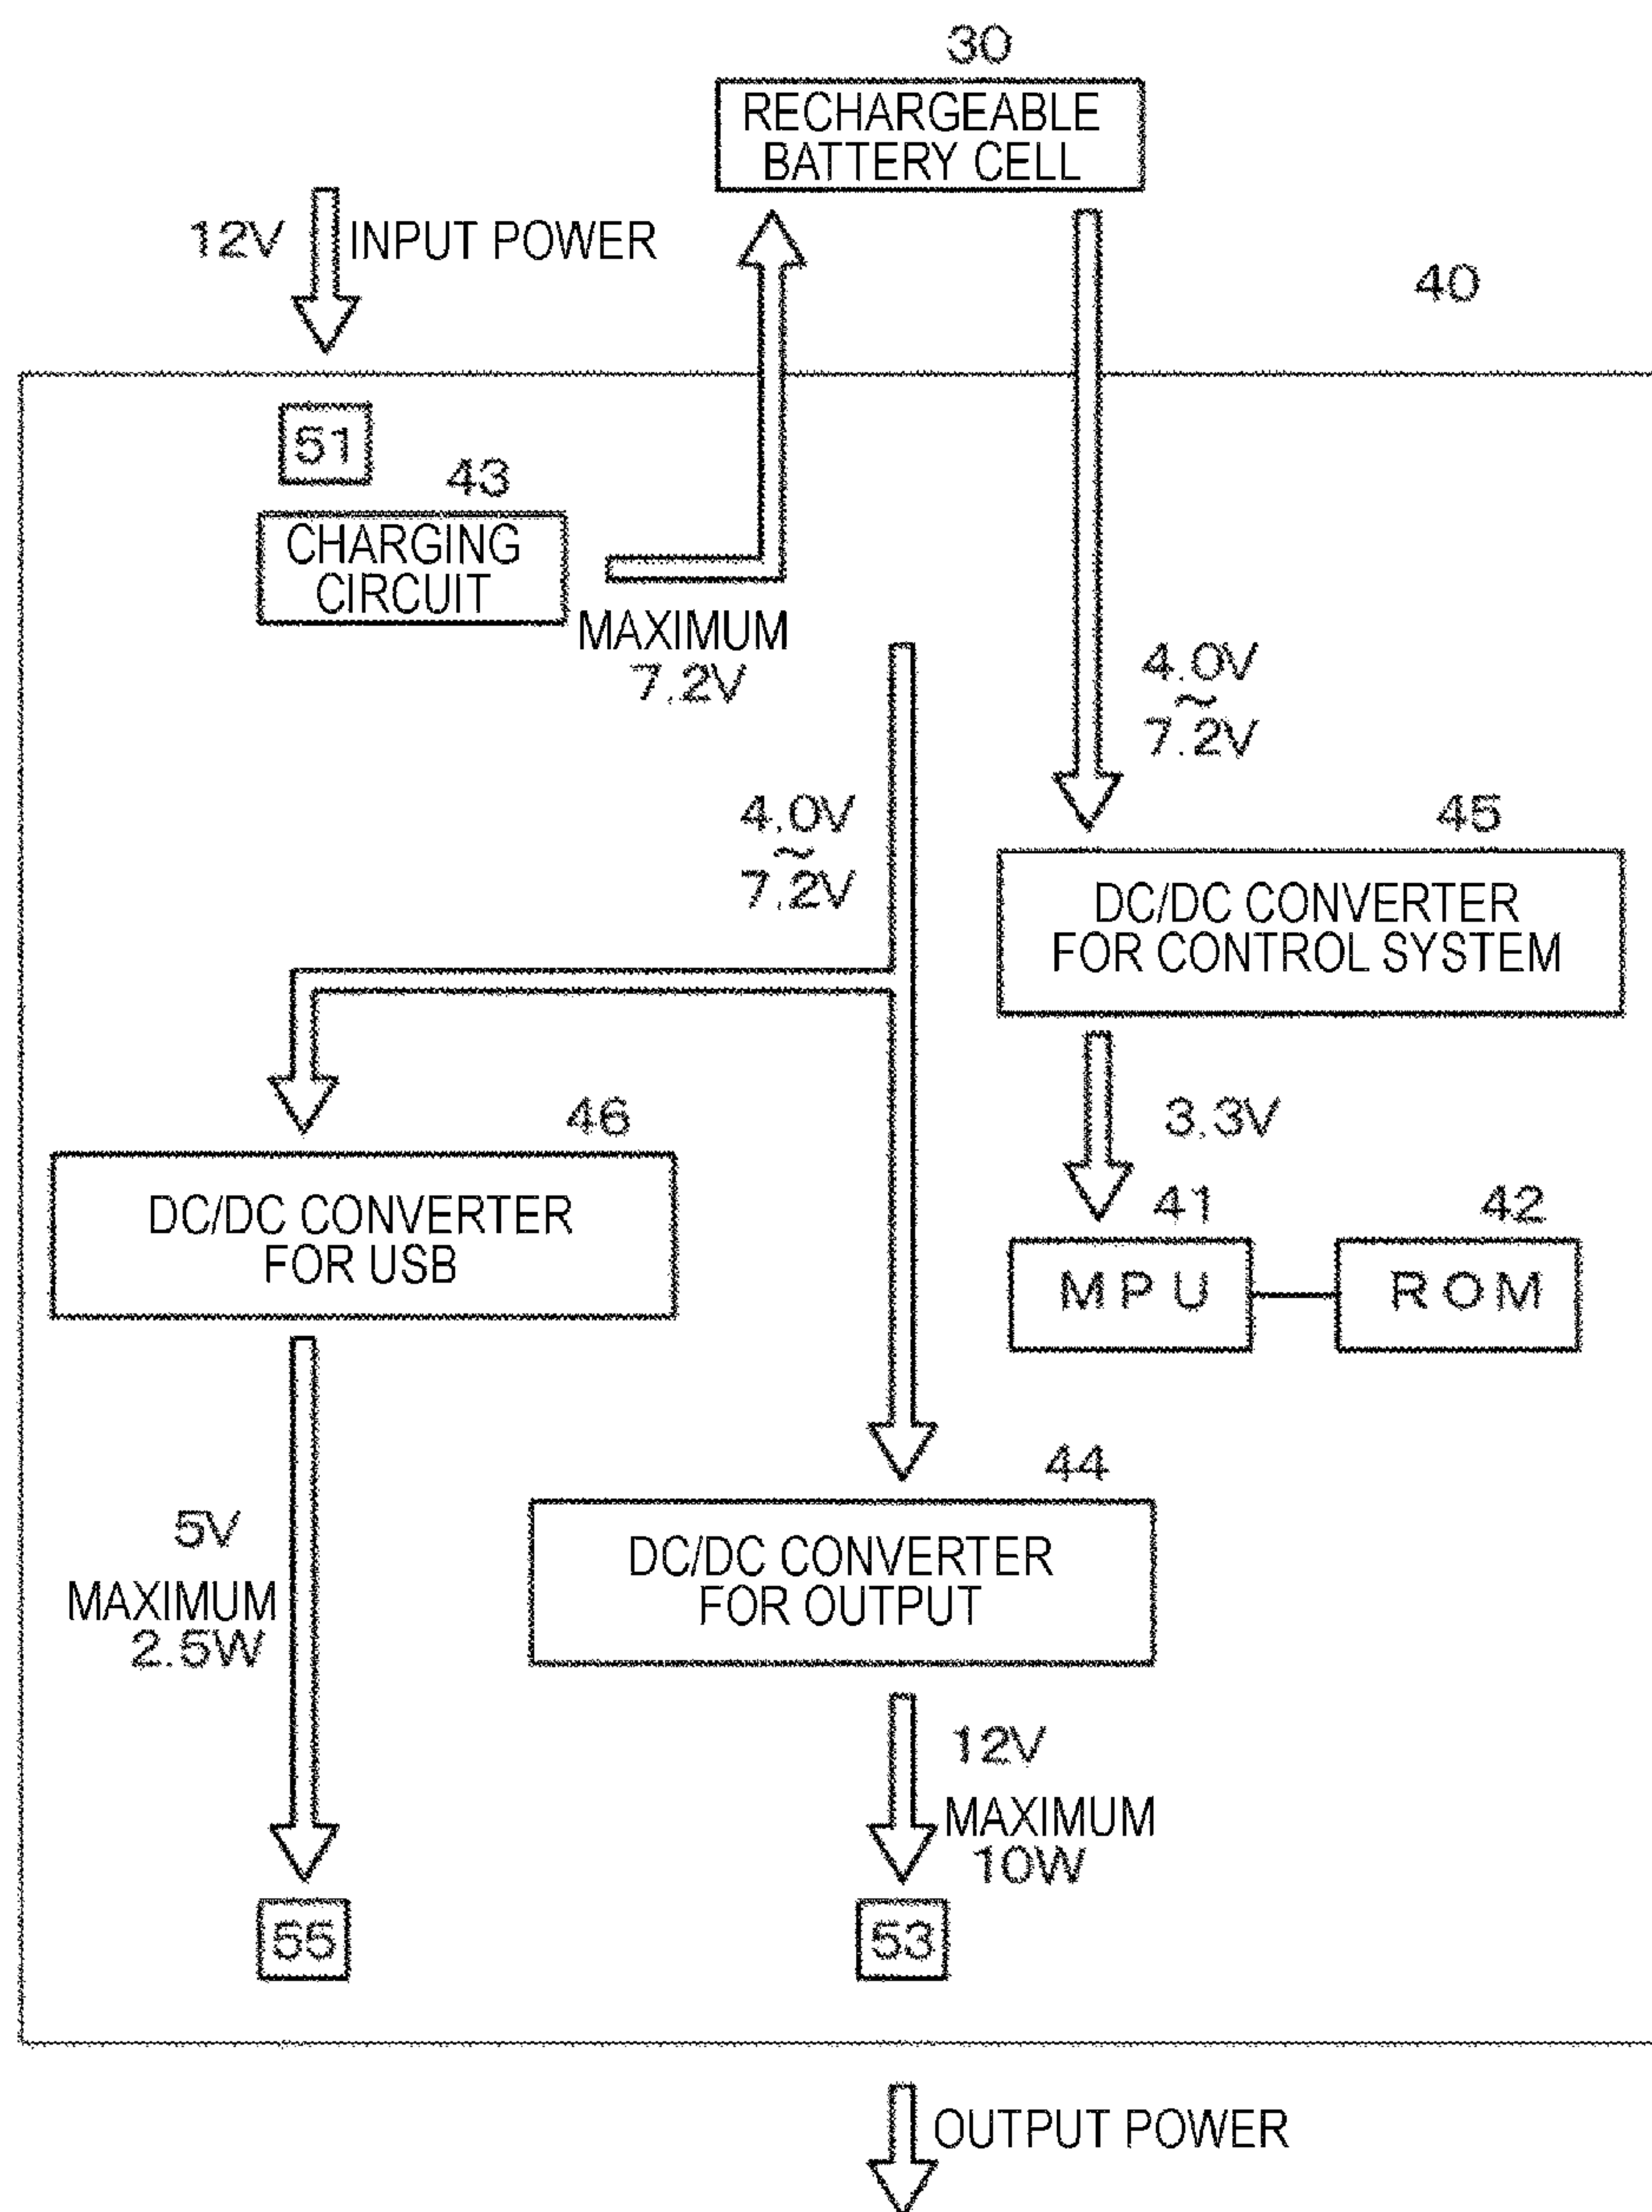 30
RECHARGEABLE
BATTERY CELL
12V
INPUT POWER
40
51
43
CHARGING
CIRCUIT
MAXIMUM
7.2V
4.0V
~
7.2V
4.0V
~
7.2V
45
DC/DC CONVERTER
FOR CONTROL SYSTEM
46
3.3V
DC/DC CONVERTER
FOR USB
41
42
MPU
ROM
44
5V
MAXIMUM
2.5W
DC/DC CONVERTER
FOR OUTPUT
12V
MAXIMUM
10W
55
53
OUTPUT POWER